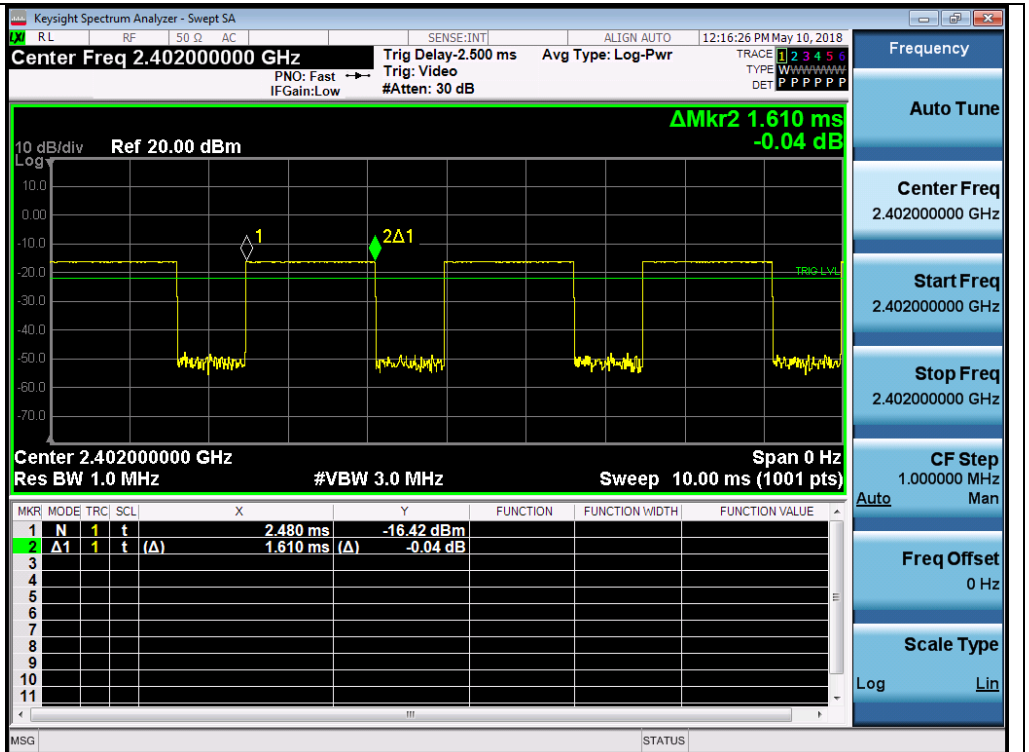 Keysight Spectrum Analyzer - Swept SA
LXI RL RF 50 Ω AC SENSE:INT ALIGN AUTO 12:16:26 PM May 10, 2018
Center Freq 2.402000000 GHz
PNO: Fast
IFGain:Low
Trig Delay-2.500 ms
Trig: Video
#Atten: 30 dB
Avg Type: Log-Pwr
TRACE 1 2 3 4 5 6
TYPE WWWWWW
DET P P P P P P
ΔMkr2 1.610 ms
-0.04 dB
10 dB/div Ref 20.00 dBm
Log
10.0
0.00
-10.0
-20.0
-30.0
-40.0
-50.0
-60.0
-70.0
1
2Δ1
TRIG LVL
Center 2.402000000 GHz Span 0 Hz
Res BW 1.0 MHz #VBW 3.0 MHz Sweep 10.00 ms (1001 pts)
MKR MODE TRC SCL X Y FUNCTION FUNCTION WIDTH FUNCTION VALUE
1 N 1 t 2.480 ms -16.42 dBm
2 Δ1 1 t (Δ) 1.610 ms (Δ) -0.04 dB
3
4
5
6
7
8
9
10
11
MSG STATUS
Frequency
Auto Tune
Center Freq
2.402000000 GHz
Start Freq
2.402000000 GHz
Stop Freq
2.402000000 GHz
CF Step
1.000000 MHz
Auto Man
Freq Offset
0 Hz
Scale Type
Log Lin